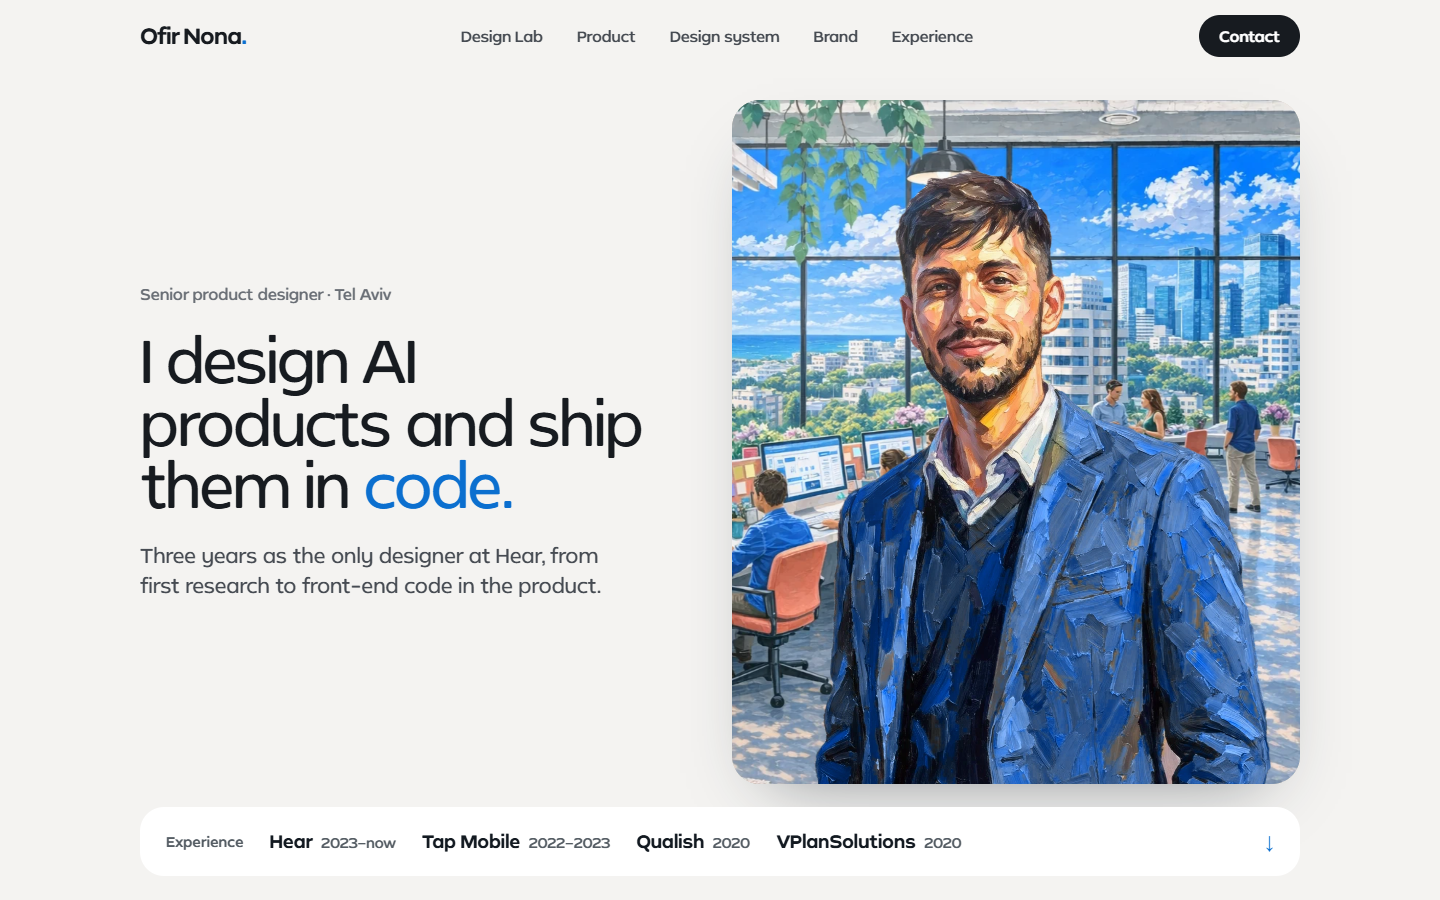 Ofir Nona.
Design Lab
Product
Design system
Brand
Experience
Contact
Senior product designer · Tel Aviv
I design AI
products and ship
them in code.
Three years as the only designer at Hear, from
first research to front-end code in the product.
Experience
Hear 2023–now
Tap Mobile 2022–2023
Qualish 2020
VPlanSolutions 2020
↓